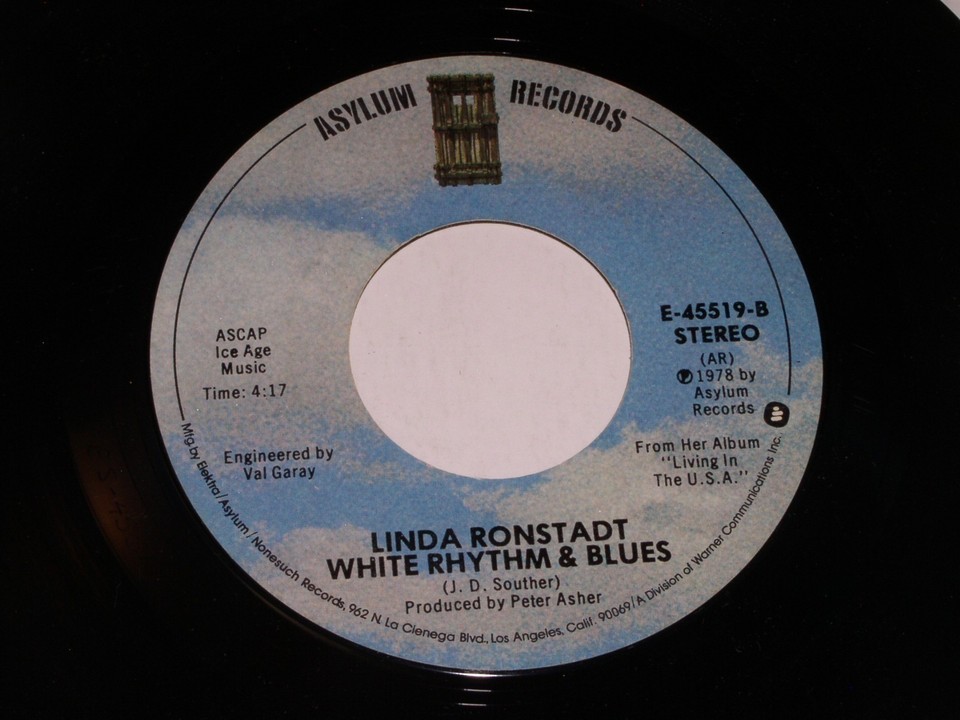 ASYLUM RECORDS
E-45519-B
STEREO
(AR)
℗ 1978 by
Asylum
Records
ASCAP
Ice Age
Music
Time: 4:17
Engineered by
Val Garay
From Her Album
"Living In
The U.S.A."
LINDA RONSTADT
WHITE RHYTHM & BLUES
(J. D. Souther)
Produced by Peter Asher
Mfg. by Elektra/Asylum/Nonesuch Records, 962 N. La Cienega Blvd., Los Angeles, Calif. 90069/A Division of Warner Communications Inc.